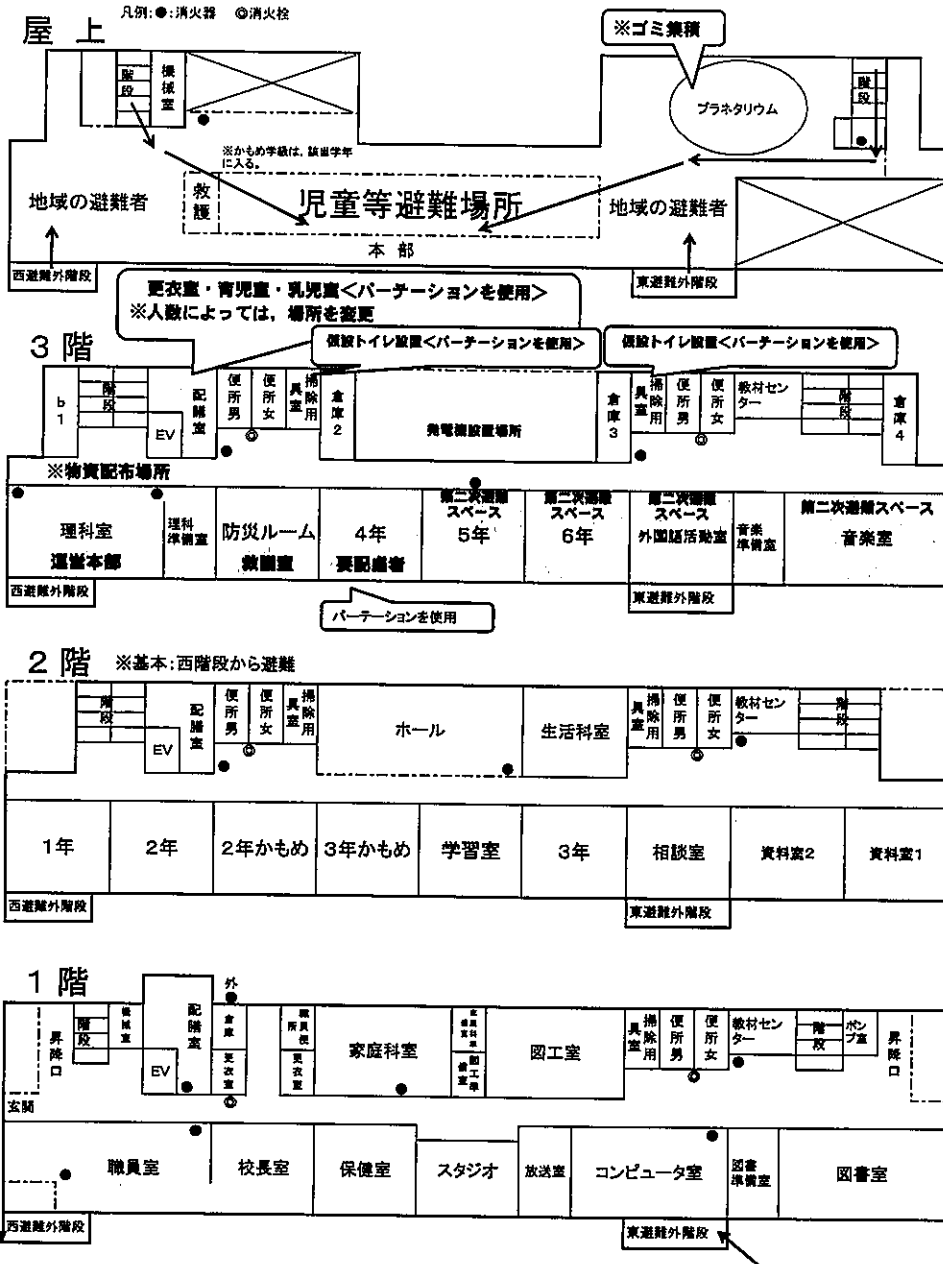 凡例:●:消火器 ◎消火栓
屋上
※ゴミ集積
階段
機械室
プラネタリウム
階段
※かもめ学級は、該当学年
に入る。
地域の避難者
救護
児童等避難場所
地域の避難者
本部
西避難外階段
東避難外階段
更衣室・育児室・乳児室<パーテーションを使用>
※人数によっては、場所を変更
3階
仮設トイレ設置<パーテーションを使用>
仮設トイレ設置<パーテーションを使用>
b1
階段
EV
配膳室
便所男
便所女
掃除用具室
倉庫2
発電機設置場所
倉庫3
掃除用具室
便所男
便所女
教材センター
階段
倉庫4
※物資配布場所
理科室
運営本部
理科準備室
防災ルーム
救護室
4年
要配慮者
第二次避難スペース
5年
第二次避難スペース
6年
第二次避難スペース
外国語活動室
音楽準備室
第二次避難スペース
音楽室
西避難外階段
東避難外階段
パーテーションを使用
2階 ※基本:西階段から避難
階段
EV
配膳室
便所男
便所女
掃除用具室
ホール
生活科室
掃除用具室
便所男
便所女
教材センター
階段
1年
2年
2年かもめ
3年かもめ
学習室
3年
相談室
資料室2
資料室1
西避難外階段
東避難外階段
1階
外
昇降口
階段
機械室
EV
配膳室
倉庫
更衣室
職員便所
更衣室
家庭科室
家庭科準備室
図工準備室
図工室
掃除用具室
便所男
便所女
教材センター
階段
ポンプ室
昇降口
玄関
職員室
校長室
保健室
スタジオ
放送室
コンピュータ室
図書準備室
図書室
西避難外階段
東避難外階段